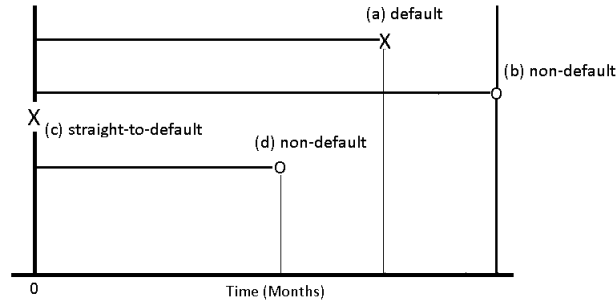 (a) default
X
(b) non-default
O
X
(c) straight-to-default
(d) non-default
O
0
Time (Months)